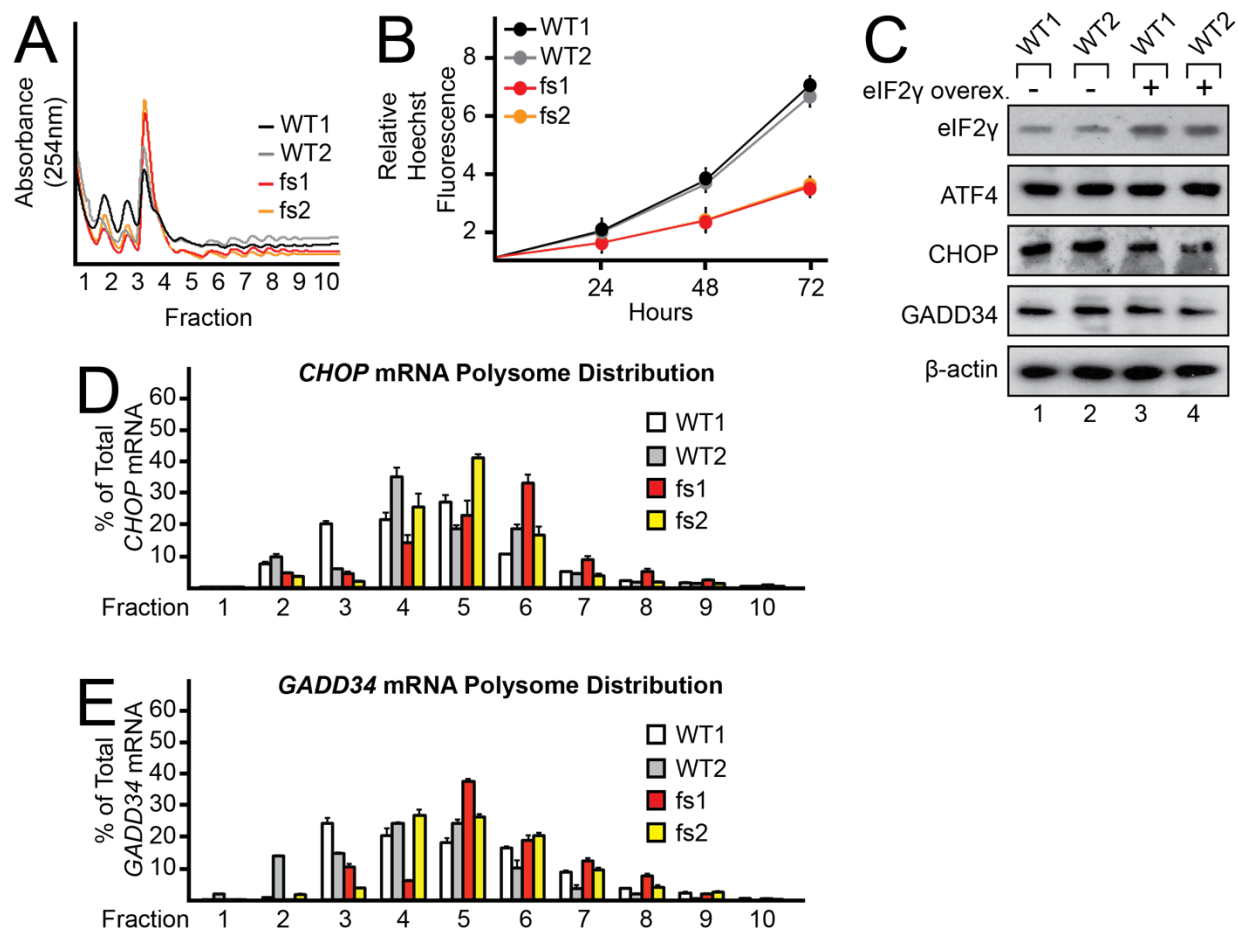 A
Absorbance
(254nm)
WT1
WT2
fs1
fs2
1 2 3 4 5 6 7 8 9 10
Fraction
B
Relative
Hoechst
Fluorescence
8
6
4
2
WT1
WT2
fs1
fs2
24 48 72
Hours
C
WT1 WT2 WT1 WT2
eIF2γ overex. - - + +
eIF2γ
ATF4
CHOP
GADD34
β-actin
1 2 3 4
D
CHOP mRNA Polysome Distribution
% of Total
CHOP mRNA
60
50
40
30
20
10
WT1
WT2
fs1
fs2
Fraction 1 2 3 4 5 6 7 8 9 10
E
GADD34 mRNA Polysome Distribution
% of Total
GADD34 mRNA
60
50
40
30
20
10
WT1
WT2
fs1
fs2
Fraction 1 2 3 4 5 6 7 8 9 10